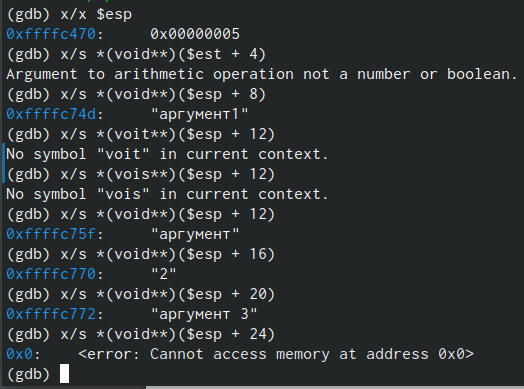 (gdb) x/x $esp
0xffffc470:     0x00000005
(gdb) x/s *(void**)($est + 4)
Argument to arithmetic operation not a number or boolean.
(gdb) x/s *(void**)($esp + 8)
0xffffc74d:     "аргумент1"
(gdb) x/s *(voit**)($esp + 12)
No symbol "voit" in current context.
(gdb) x/s *(vois**)($esp + 12)
No symbol "vois" in current context.
(gdb) x/s *(void**)($esp + 12)
0xffffc75f:     "аргумент"
(gdb) x/s *(void**)($esp + 16)
0xffffc770:     "2"
(gdb) x/s *(void**)($esp + 20)
0xffffc772:     "аргумент 3"
(gdb) x/s *(void**)($esp + 24)
0x0:     <error: Cannot access memory at address 0x0>
(gdb)